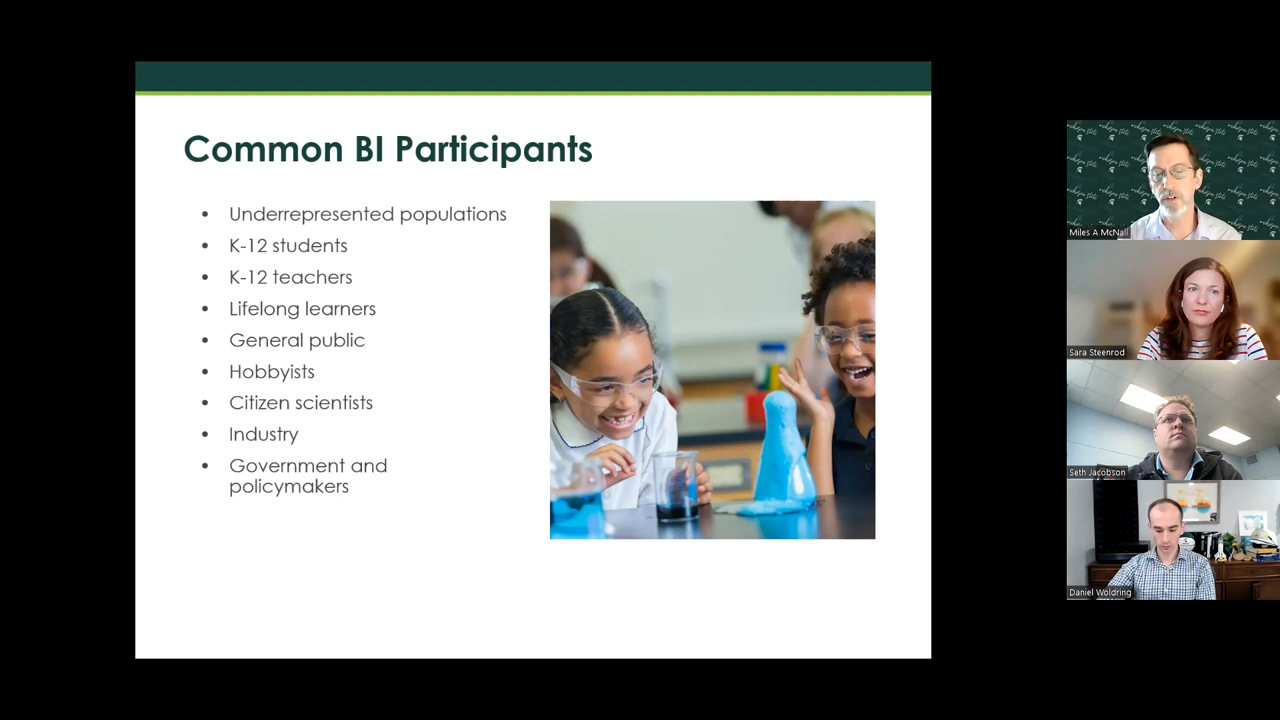 Common BI Participants
• Underrepresented populations
• K-12 students
• K-12 teachers
• Lifelong learners
• General public
• Hobbyists
• Citizen scientists
• Industry
• Government and
policymakers
Miles A McNall
Sara Steenrod
Seth Jacobson
Daniel Woldring